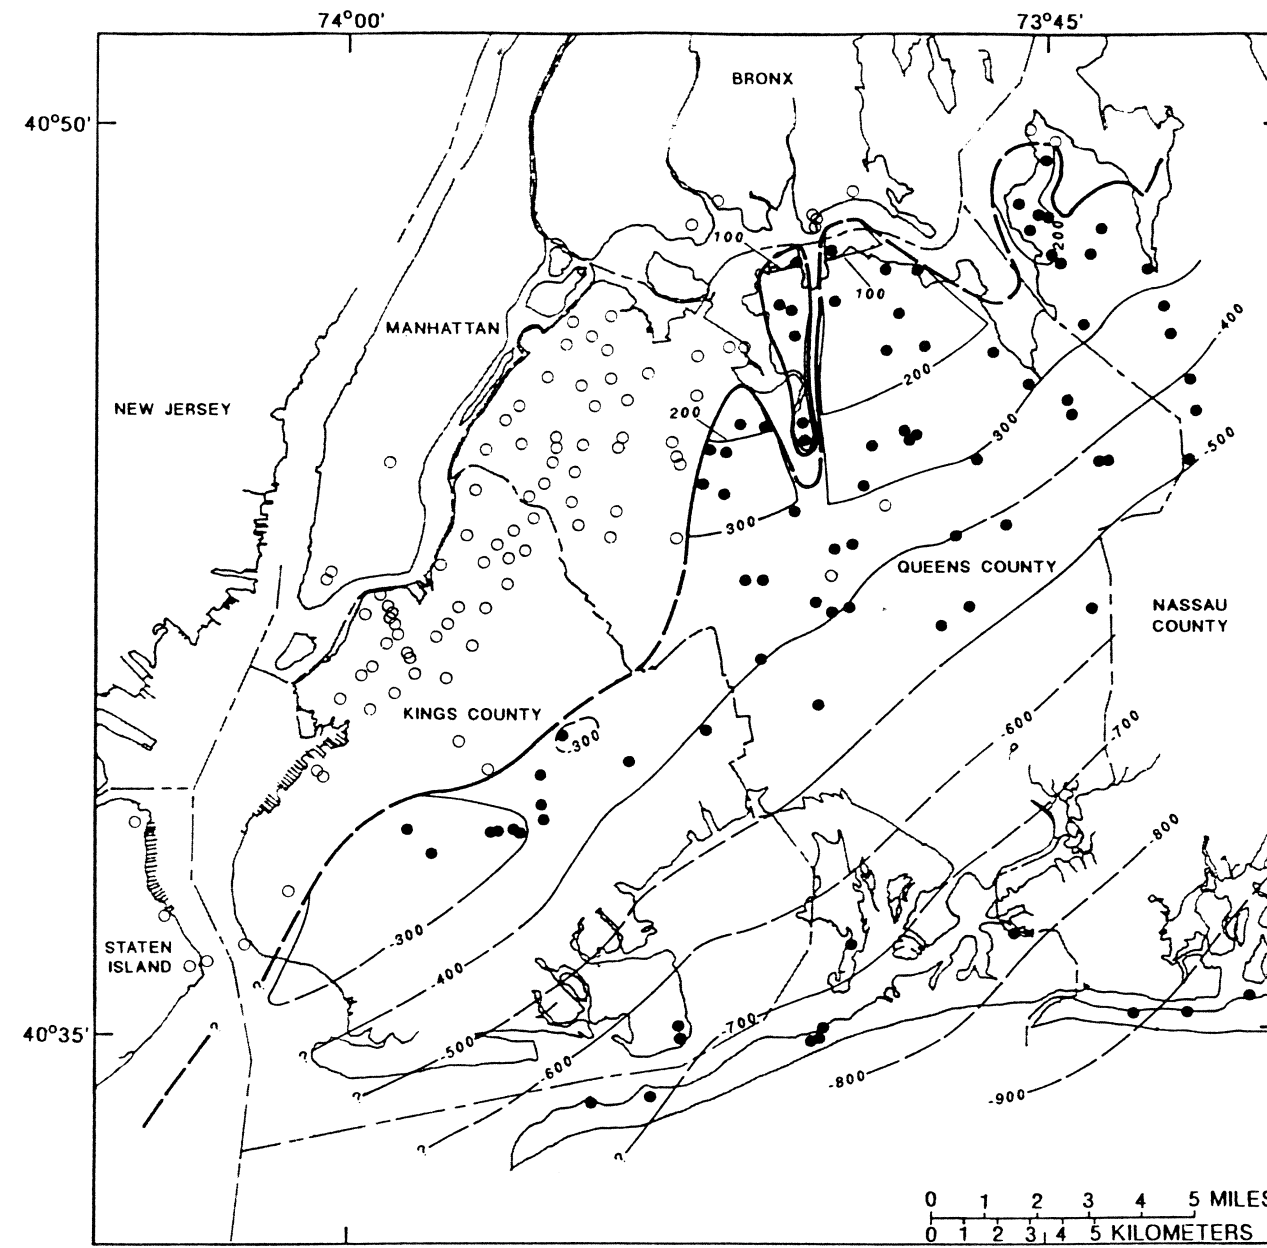 74°00'
73°45'
BRONX
40°50'
100
200
100
MANHATTAN
-400
NEW JERSEY
200
200
300
-500
300
QUEENS COUNTY
NASSAU
COUNTY
KINGS COUNTY
-600
-700
-300
?
-800
-300
STATEN
ISLAND
-400
?
?
40°35'
-700
?
-500
-600
-800
?
-900
?
?
0 1 2 3 4 5 MILES
0 1 2 3 4 5 KILOMETERS